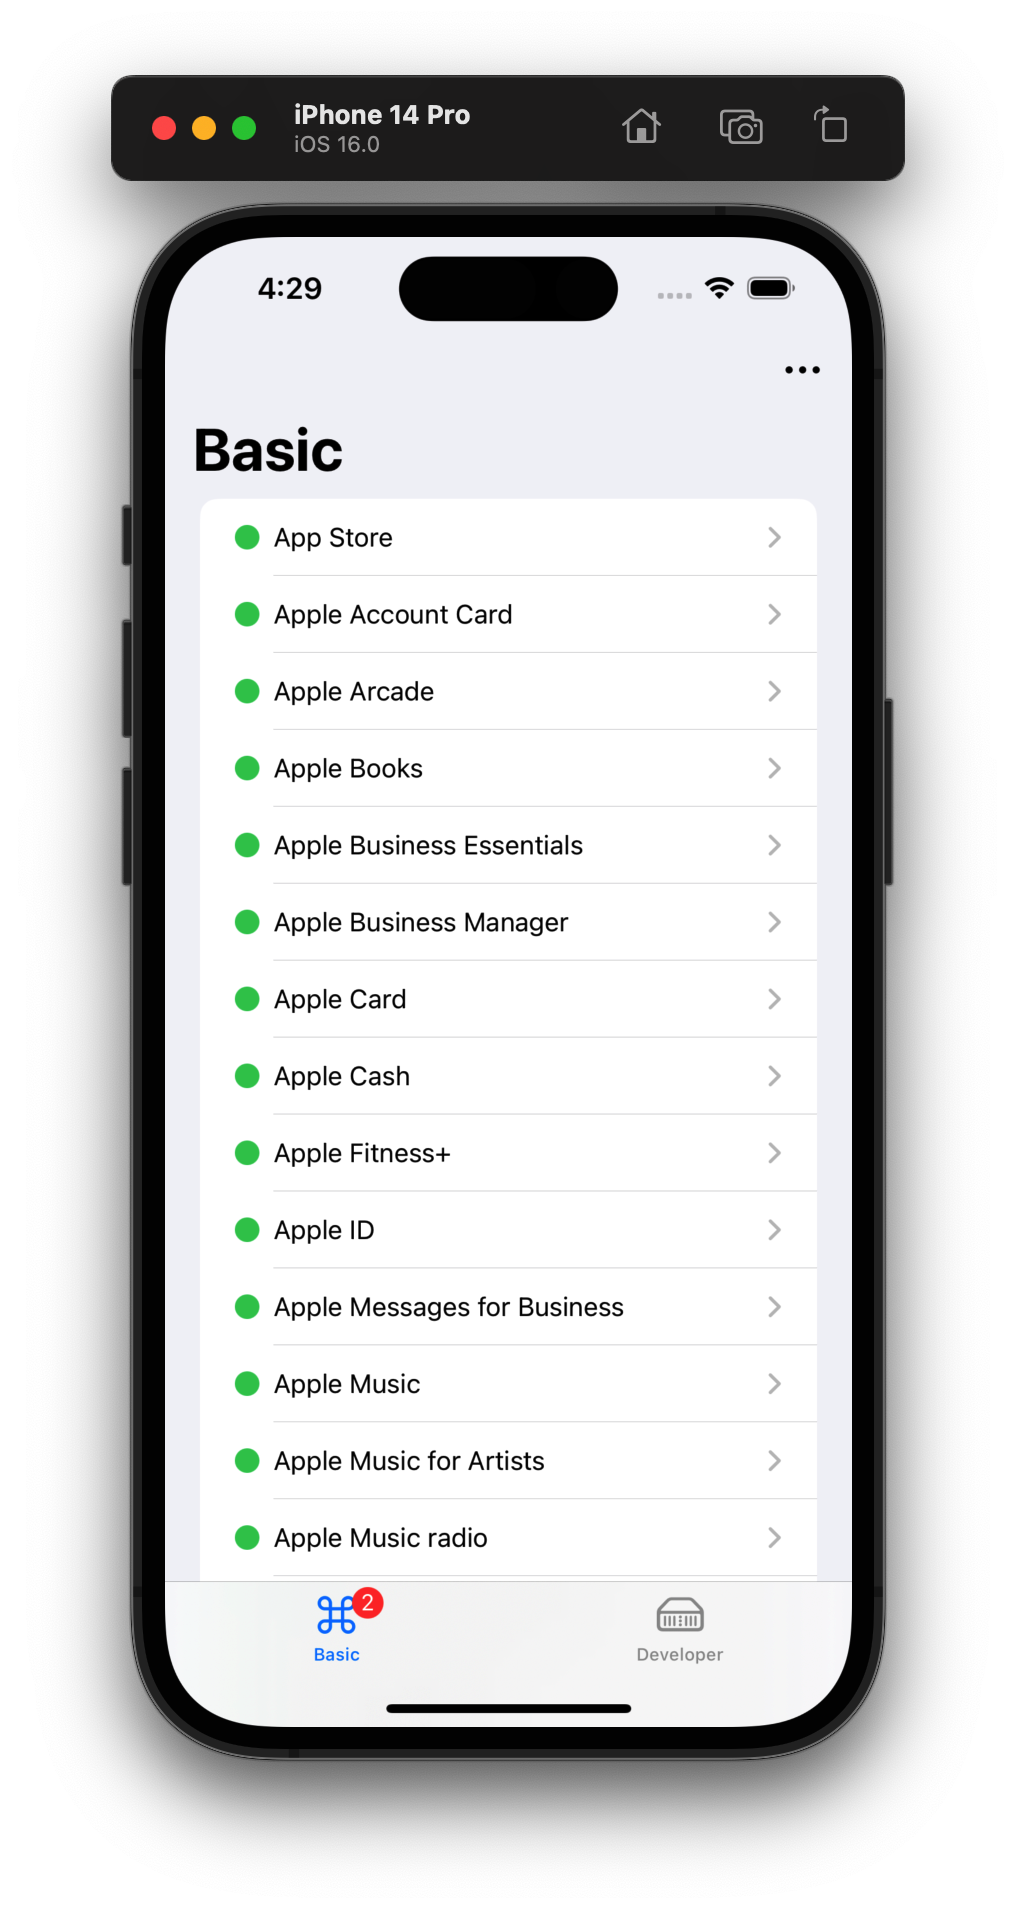 iPhone 14 Pro
iOS 16.0
4:29
Basic
App Store
Apple Account Card
Apple Arcade
Apple Books
Apple Business Essentials
Apple Business Manager
Apple Card
Apple Cash
Apple Fitness+
Apple ID
Apple Messages for Business
Apple Music
Apple Music for Artists
Apple Music radio
2
Basic
Developer